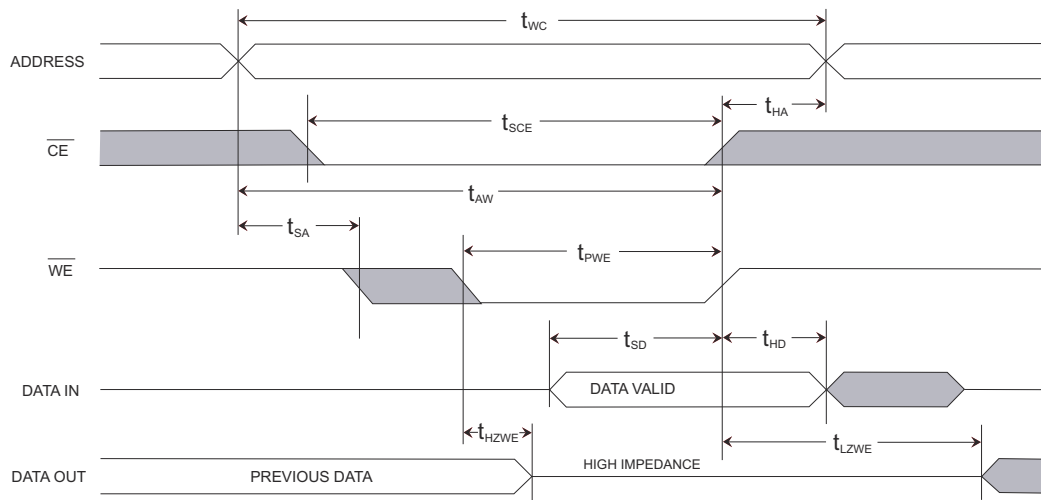 tWC
ADDRESS
tHA
tSCE
CE
tAW
tSA
tPWE
WE
tSD
tHD
DATA IN
DATA VALID
tHZWE
tLZWE
DATA OUT
PREVIOUS DATA
HIGH IMPEDANCE